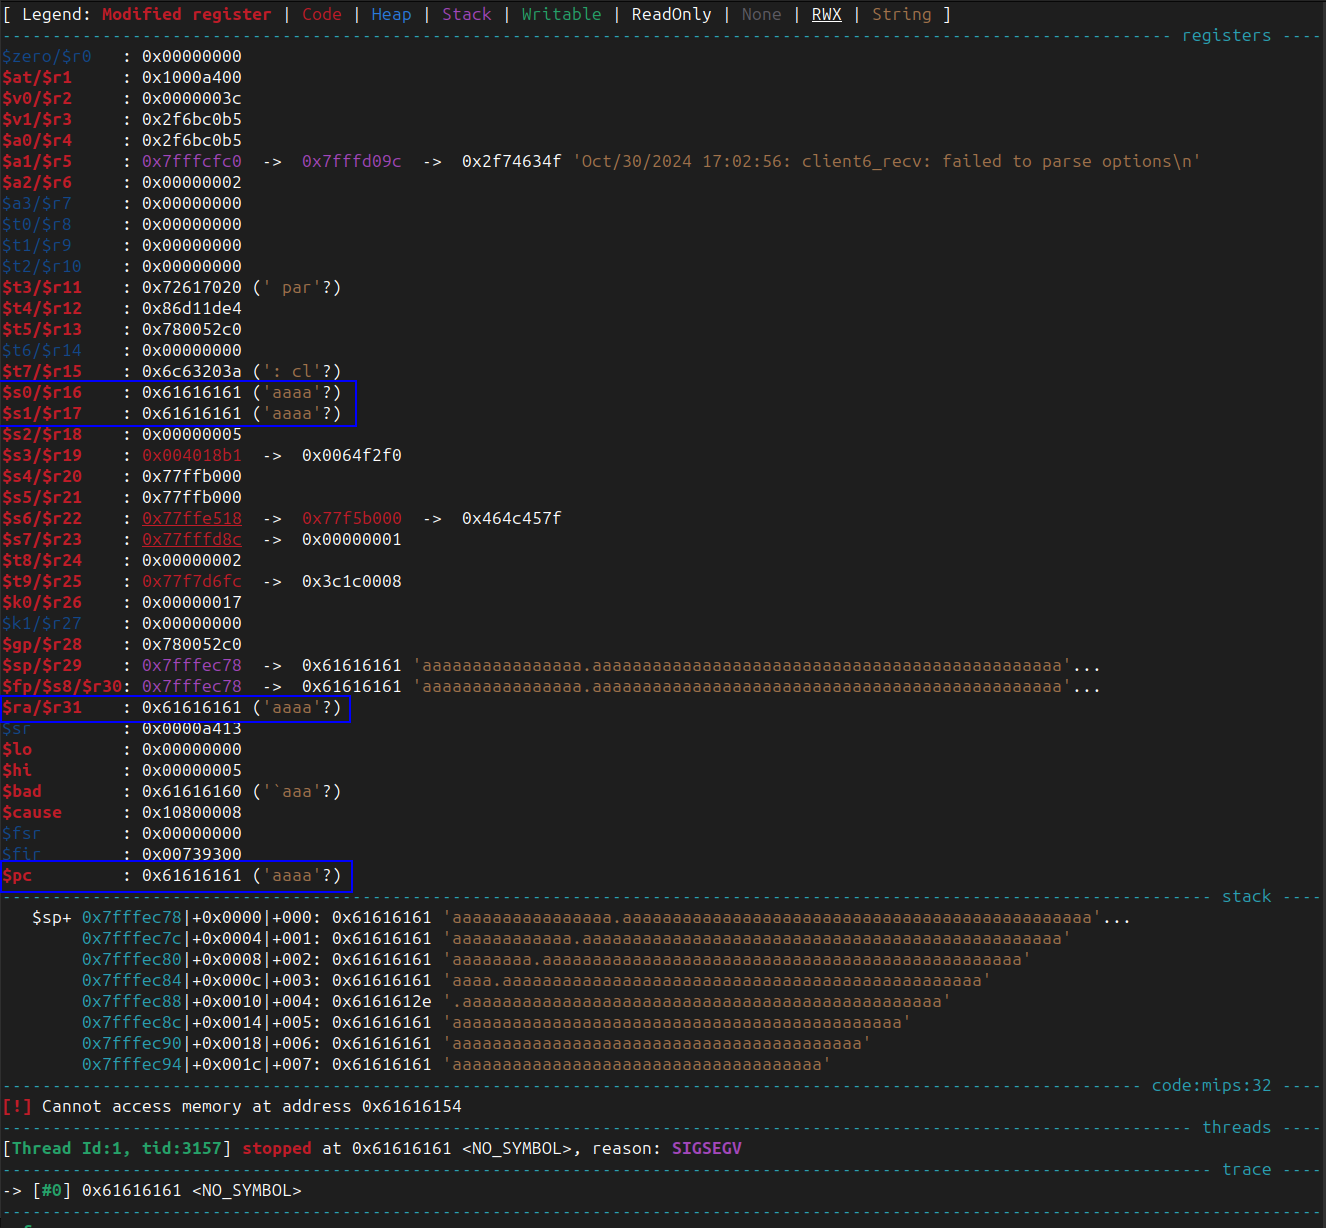 [ Legend: Modified register | Code | Heap | Stack | Writable | ReadOnly | None | RWX | String ]
registers
$zero/$r0   : 0x00000000
$at/$r1     : 0x1000a400
$v0/$r2     : 0x0000003c
$v1/$r3     : 0x2f6bc0b5
$a0/$r4     : 0x2f6bc0b5
$a1/$r5     : 0x7fffcfc0  ->  0x7fffd09c  ->  0x2f74634f 'Oct/30/2024 17:02:56: client6_recv: failed to parse options\n'
$a2/$r6     : 0x00000002
$a3/$r7     : 0x00000000
$t0/$r8     : 0x00000000
$t1/$r9     : 0x00000000
$t2/$r10    : 0x00000000
$t3/$r11    : 0x72617020 (' par'?)
$t4/$r12    : 0x86d11de4
$t5/$r13    : 0x780052c0
$t6/$r14    : 0x00000000
$t7/$r15    : 0x6c63203a (': cl'?)
$s0/$r16    : 0x61616161 ('aaaa'?)
$s1/$r17    : 0x61616161 ('aaaa'?)
$s2/$r18    : 0x00000005
$s3/$r19    : 0x004018b1  ->  0x0064f2f0
$s4/$r20    : 0x77ffb000
$s5/$r21    : 0x77ffb000
$s6/$r22    : 0x77ffe518  ->  0x77f5b000  ->  0x464c457f
$s7/$r23    : 0x77fffd8c  ->  0x00000001
$t8/$r24    : 0x00000002
$t9/$r25    : 0x77f7d6fc  ->  0x3c1c0008
$k0/$r26    : 0x00000017
$k1/$r27    : 0x00000000
$gp/$r28    : 0x780052c0
$sp/$r29    : 0x7fffec78  ->  0x61616161 'aaaaaaaaaaaaaaaa.aaaaaaaaaaaaaaaaaaaaaaaaaaaaaaaaaaaaaaaaaaaaaaa'...
$fp/$s8/$r30: 0x7fffec78  ->  0x61616161 'aaaaaaaaaaaaaaaa.aaaaaaaaaaaaaaaaaaaaaaaaaaaaaaaaaaaaaaaaaaaaaaa'...
$ra/$r31    : 0x61616161 ('aaaa'?)
$sr         : 0x0000a413
$lo         : 0x00000000
$hi         : 0x00000005
$bad        : 0x61616160 ('`aaa'?)
$cause      : 0x10800008
$fsr        : 0x00000000
$fir        : 0x00739300
$pc         : 0x61616161 ('aaaa'?)
stack
$sp+ 0x7fffec78|+0x0000|+000: 0x61616161 'aaaaaaaaaaaaaaaa.aaaaaaaaaaaaaaaaaaaaaaaaaaaaaaaaaaaaaaaaaaaaaaa'...
0x7fffec7c|+0x0004|+001: 0x61616161 'aaaaaaaaaaaa.aaaaaaaaaaaaaaaaaaaaaaaaaaaaaaaaaaaaaaaaaaaaaaaa'
0x7fffec80|+0x0008|+002: 0x61616161 'aaaaaaaa.aaaaaaaaaaaaaaaaaaaaaaaaaaaaaaaaaaaaaaaaaaaaaaaa'
0x7fffec84|+0x000c|+003: 0x61616161 'aaaa.aaaaaaaaaaaaaaaaaaaaaaaaaaaaaaaaaaaaaaaaaaaaaaaa'
0x7fffec88|+0x0010|+004: 0x6161612e '.aaaaaaaaaaaaaaaaaaaaaaaaaaaaaaaaaaaaaaaaaaaaaaaa'
0x7fffec8c|+0x0014|+005: 0x61616161 'aaaaaaaaaaaaaaaaaaaaaaaaaaaaaaaaaaaaaaaaaaaaa'
0x7fffec90|+0x0018|+006: 0x61616161 'aaaaaaaaaaaaaaaaaaaaaaaaaaaaaaaaaaaaaaaaa'
0x7fffec94|+0x001c|+007: 0x61616161 'aaaaaaaaaaaaaaaaaaaaaaaaaaaaaaaaaaaaa'
code:mips:32
[!] Cannot access memory at address 0x61616154
threads
[Thread Id:1, tid:3157] stopped at 0x61616161 <NO_SYMBOL>, reason: SIGSEGV
trace
-> [#0] 0x61616161 <NO_SYMBOL>